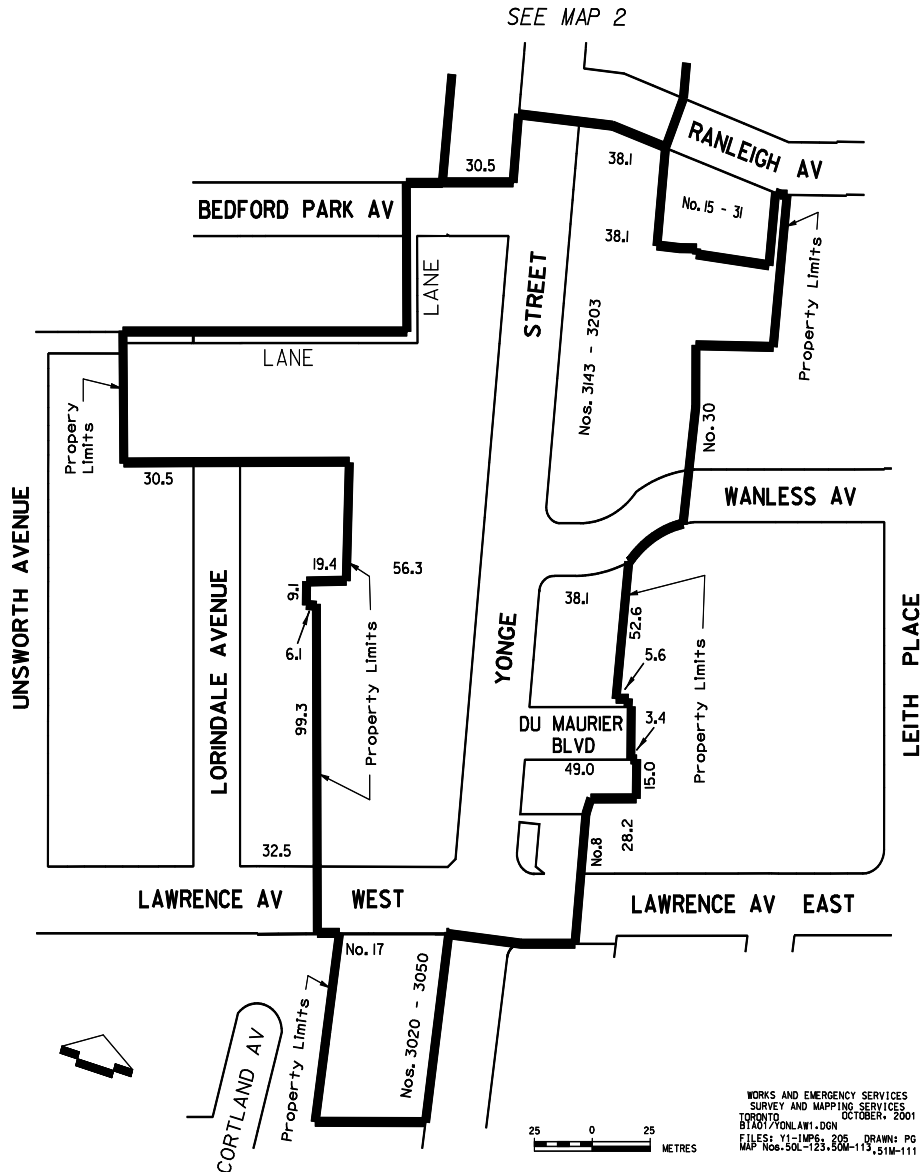 SEE MAP 2
RANLEIGH AV
30.5
38.1
No. 15 - 31
BEDFORD PARK AV
38.1
Property Limits
LANE
STREET
LANE
Nos. 3143 - 3203
Propery
Limits
No. 30
30.5
WANLESS AV
UNSWORTH AVENUE
LORINDALE AVENUE
19.4
56.3
9.1
38.1
52.6
6.1
Property Limits
YONGE
5.6
Property Limits
LEITH PLACE
99.3
DU MAURIER
BLVD
3.4
49.0
15.0
32.5
No.8
28.2
LAWRENCE AV WEST
LAWRENCE AV EAST
No. 17
Nos. 3020 - 3050
Property Limits
CORTLAND AV
25 0 25
METRES
WORKS AND EMERGENCY SERVICES
SURVEY AND MAPPING SERVICES
TORONTO OCTOBER, 2001
BIA01/YONLAW1.DGN
FILES: Y1-IMP6, 205 DRAWN: PG
MAP Nos.50L-123,50M-113,51M-111